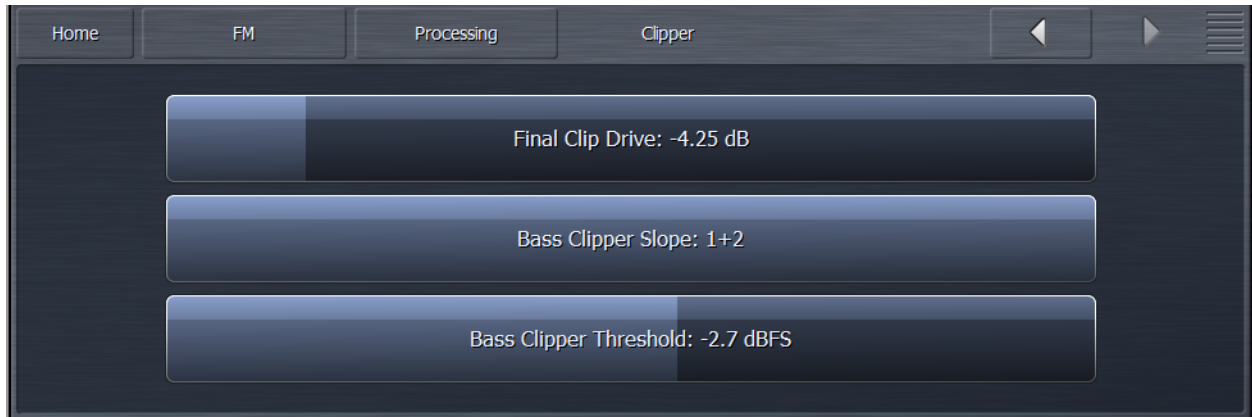 Home FM Processing Clipper
Final Clip Drive: -4.25 dB
Bass Clipper Slope: 1+2
Bass Clipper Threshold: -2.7 dBFS